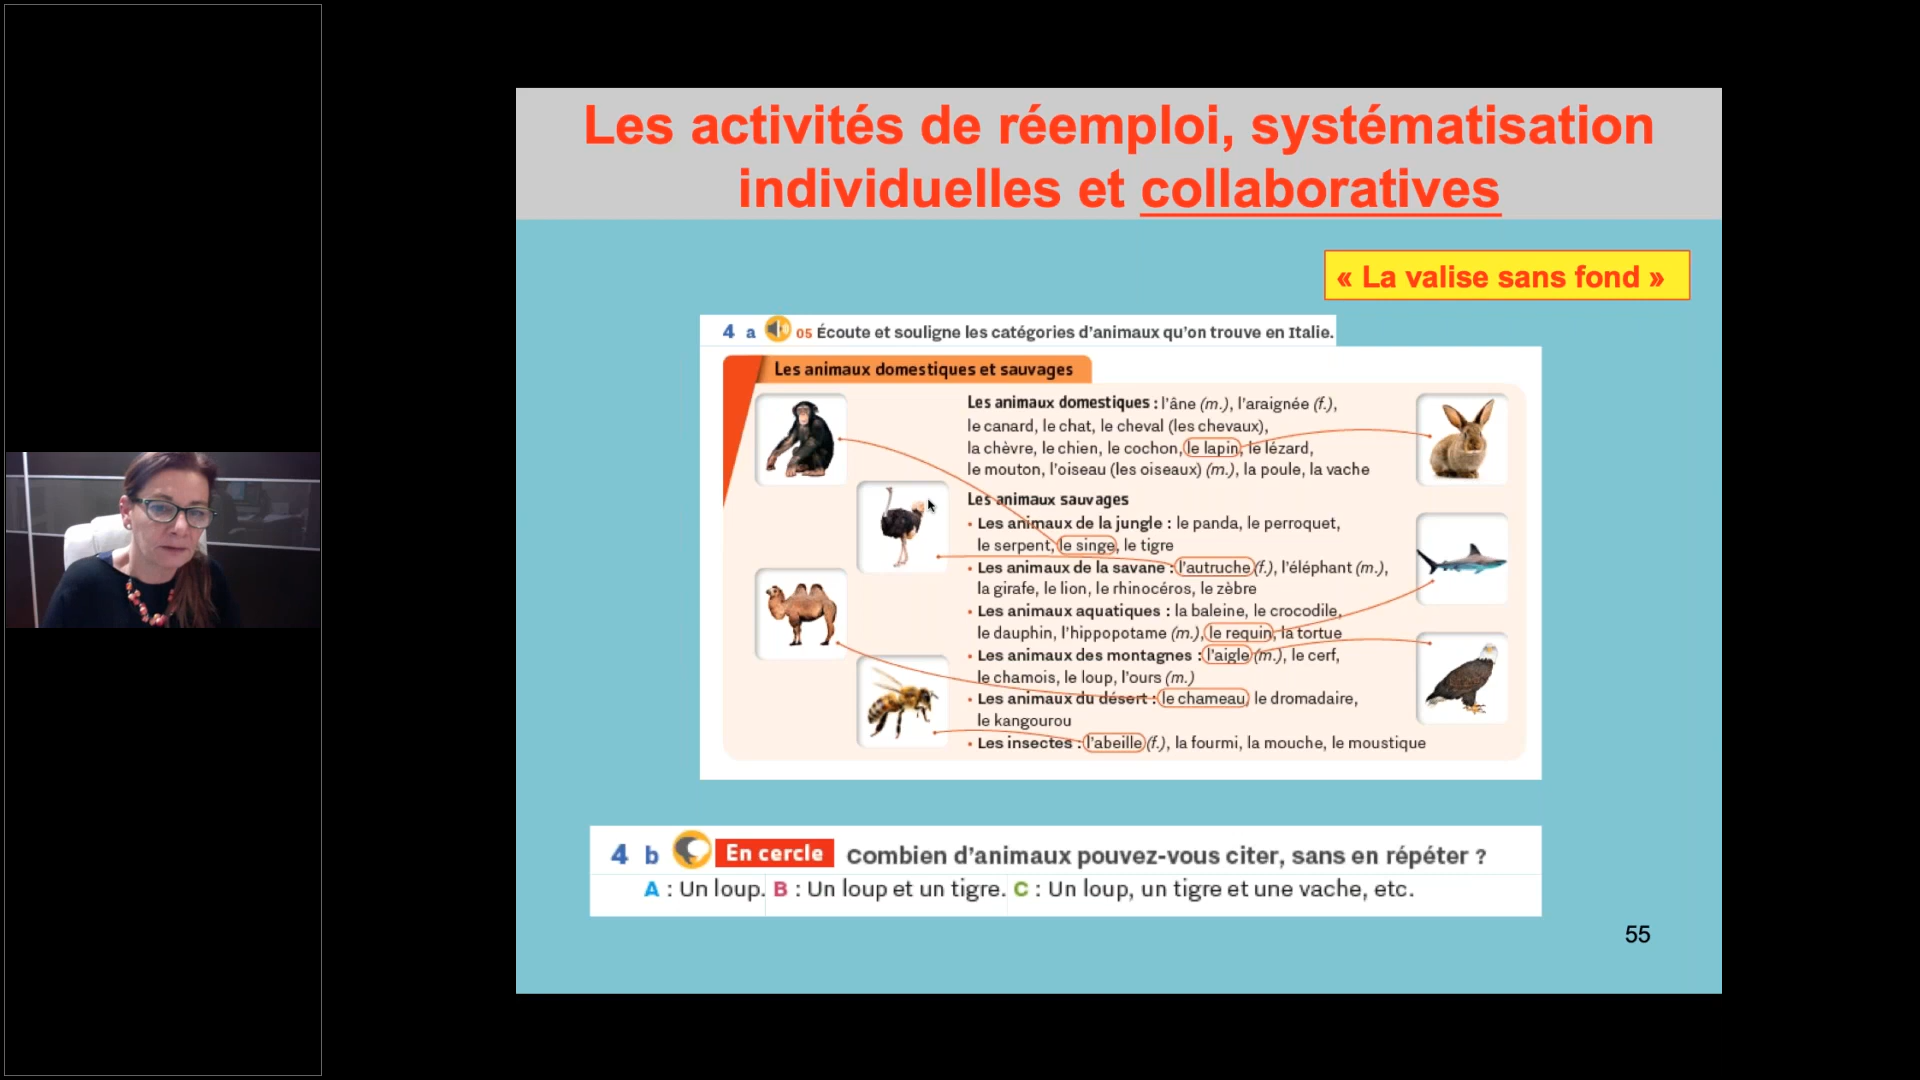 Les activités de réemploi, systématisation
individuelles et collaboratives
« La valise sans fond »
4 a 05 Écoute et souligne les catégories d'animaux qu'on trouve en Italie.
Les animaux domestiques et sauvages
Les animaux domestiques : l'âne (m.), l'araignée (f.),
le canard, le chat, le cheval (les chevaux),
la chèvre, le chien, le cochon, le lapin, le lézard,
le mouton, l'oiseau (les oiseaux) (m.), la poule, la vache
Les animaux sauvages
• Les animaux de la jungle : le panda, le perroquet,
le serpent, le singe, le tigre
• Les animaux de la savane : l'autruche (f.), l'éléphant (m.),
la girafe, le lion, le rhinocéros, le zèbre
• Les animaux aquatiques : la baleine, le crocodile,
le dauphin, l'hippopotame (m.), le requin, la tortue
• Les animaux des montagnes : l'aigle (m.), le cerf,
le chamois, le loup, l'ours (m.)
• Les animaux du désert : le chameau, le dromadaire,
le kangourou
• Les insectes : l'abeille (f.), la fourmi, la mouche, le moustique
4 b En cercle Combien d'animaux pouvez-vous citer, sans en répéter ?
A : Un loup. B : Un loup et un tigre. C : Un loup, un tigre et une vache, etc.
55